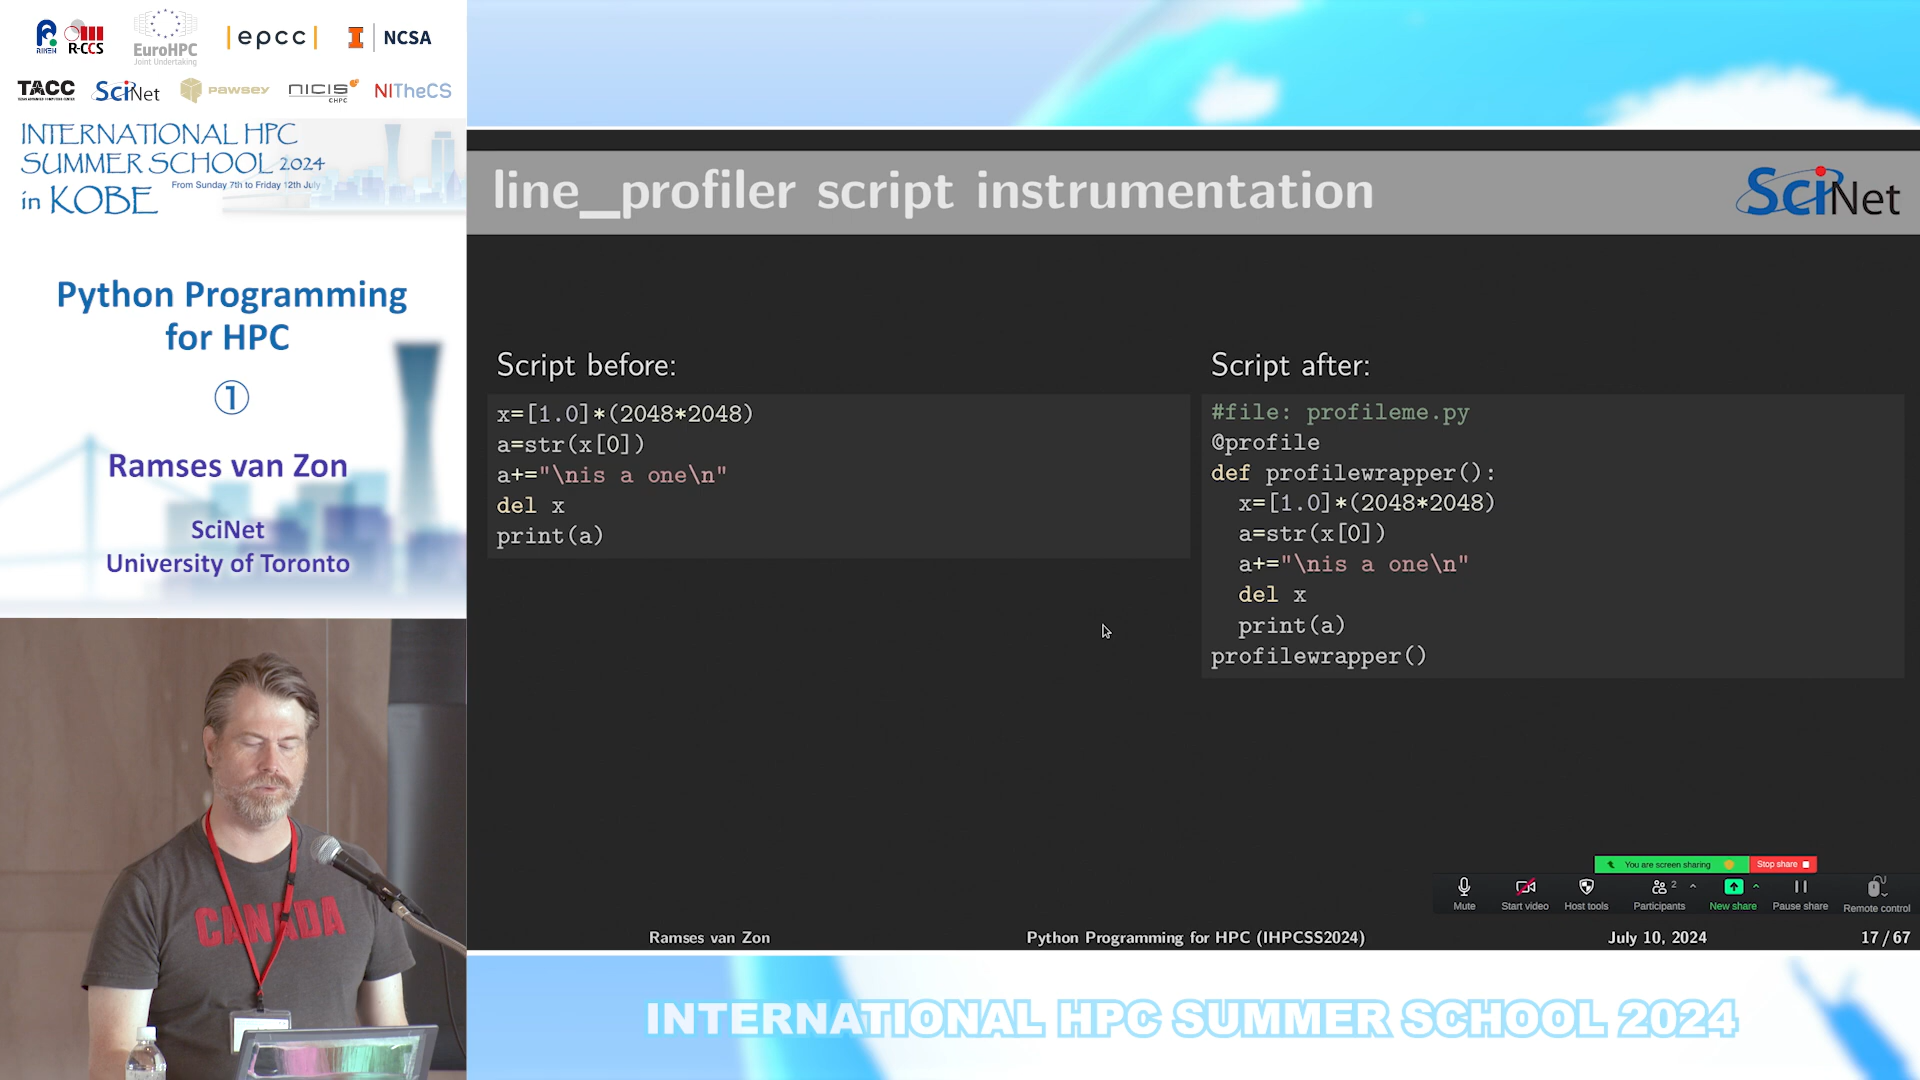 RIKEN
R-CCS
EuroHPC
Joint Undertaking
epcc
NCSA
TACC
SciNet
PAWSEY
NICIS
CHPC
NITheCS
INTERNATIONAL HPC
SUMMER SCHOOL 2024
in KOBE
From Sunday 7th to Friday 12th July
Python Programming
for HPC
①
Ramses van Zon
SciNet
University of Toronto
CANADA
line_profiler script instrumentation
SciNet
Script before:
x=[1.0]*(2048*2048)
a=str(x[0])
a+="\nis a one\n"
del x
print(a)
Script after:
#file: profileme.py
@profile
def profilewrapper():
  x=[1.0]*(2048*2048)
  a=str(x[0])
  a+="\nis a one\n"
  del x
  print(a)
profilewrapper()
You are screen sharing
Stop share
Mute
Start video
Host tools
Participants
2
New share
Pause share
Remote control
Ramses van Zon
Python Programming for HPC (IHPCSS2024)
July 10, 2024
17 / 67
INTERNATIONAL HPC SUMMER SCHOOL 2024